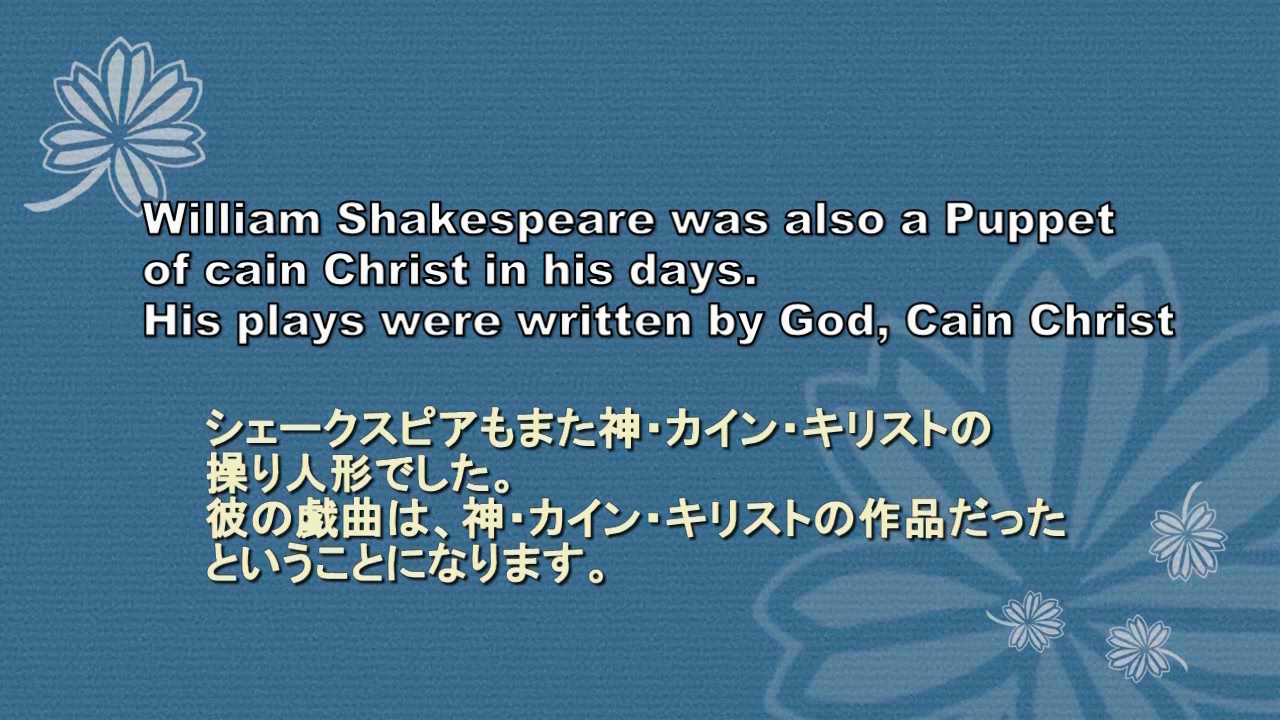 William Shakespeare was also a Puppet
of cain Christ in his days.
His plays were written by God, Cain Christ
シェークスピアもまた神・カイン・キリストの
操り人形でした。
彼の戯曲は、神・カイン・キリストの作品だった
ということになります。